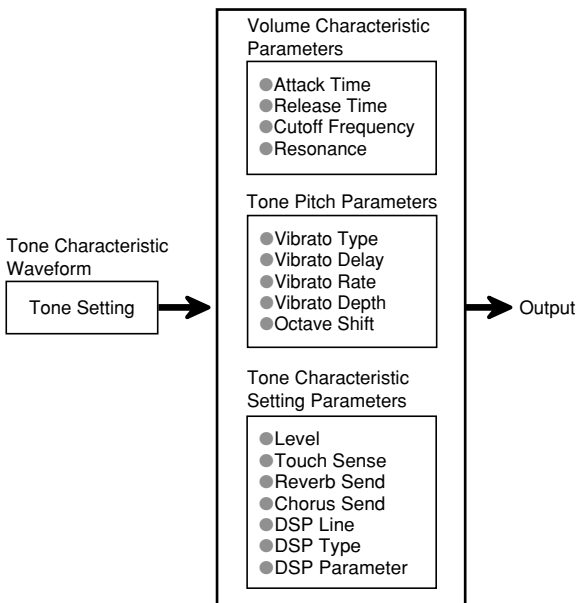 Volume Characteristic
Parameters
●Attack Time
●Release Time
●Cutoff Frequency
●Resonance
Tone Pitch Parameters
●Vibrato Type
●Vibrato Delay
●Vibrato Rate
●Vibrato Depth
●Octave Shift
Tone Characteristic
Waveform
Tone Setting
Output
Tone Characteristic
Setting Parameters
●Level
●Touch Sense
●Reverb Send
●Chorus Send
●DSP Line
●DSP Type
●DSP Parameter